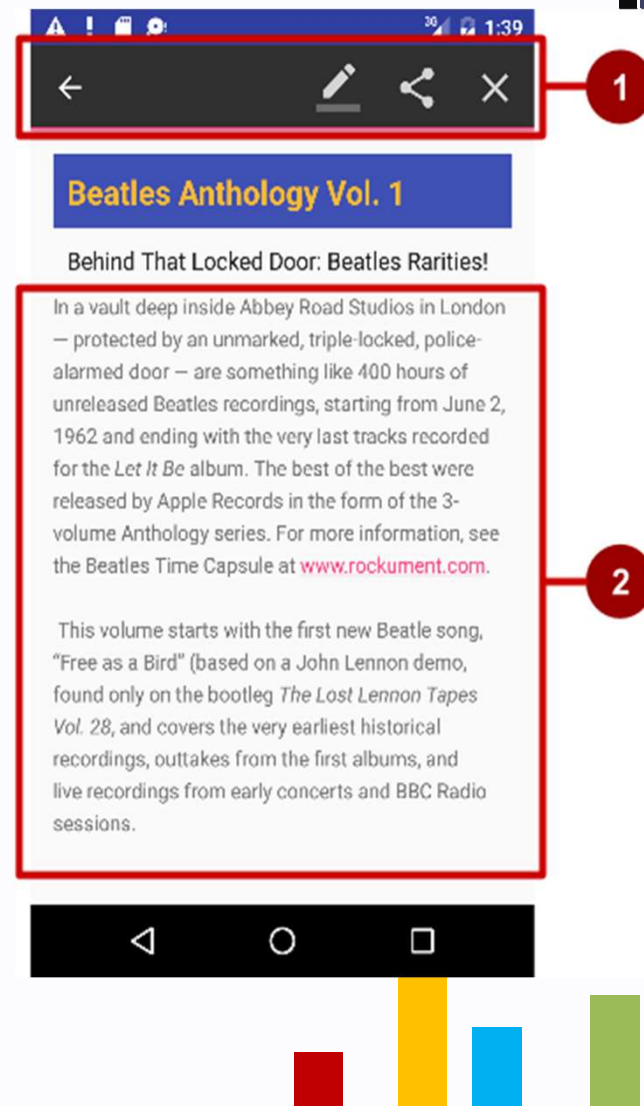 3G 1:39
1
Beatles Anthology Vol. 1
Behind That Locked Door: Beatles Rarities!
In a vault deep inside Abbey Road Studios in London
— protected by an unmarked, triple-locked, police-
alarmed door — are something like 400 hours of
unreleased Beatles recordings, starting from June 2,
1962 and ending with the very last tracks recorded
for the Let It Be album. The best of the best were
released by Apple Records in the form of the 3-
volume Anthology series. For more information, see
the Beatles Time Capsule at www.rockument.com.
2
This volume starts with the first new Beatle song,
“Free as a Bird” (based on a John Lennon demo,
found only on the bootleg The Lost Lennon Tapes
Vol. 28, and covers the very earliest historical
recordings, outtakes from the first albums, and
live recordings from early concerts and BBC Radio
sessions.